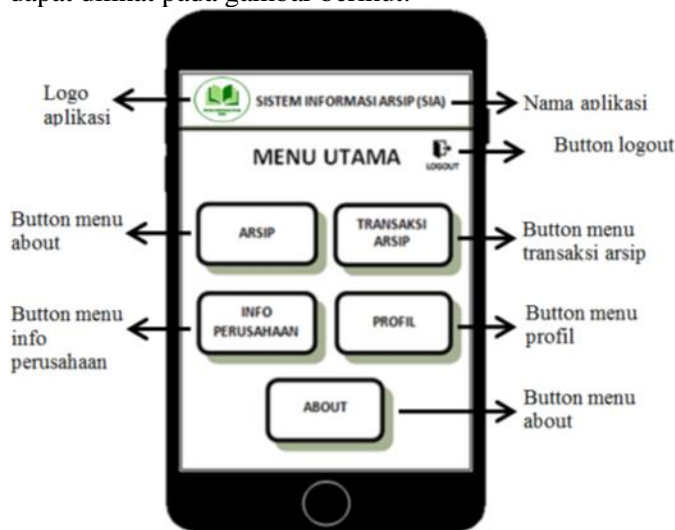 dapat dilihat pada gambar berikut.
Logo
aplikasi
SISTEM INFORMASI ARSIP (SIA)
Nama aplikasi
MENU UTAMA
LOGOUT
Button logout
Button menu
about
ARSIP
TRANSAKSI
ARSIP
Button menu
transaksi arsip
Button menu
info
perusahaan
INFO
PERUSAHAAN
PROFIL
Button menu
profil
ABOUT
Button menu
about